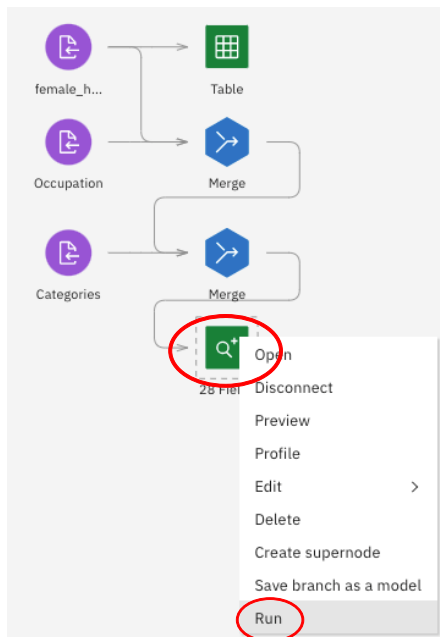 female_h...
Table
Occupation
Merge
Categories
Merge
28 Fiel
Open
Disconnect
Preview
Profile
Edit
Delete
Create supernode
Save branch as a model
Run